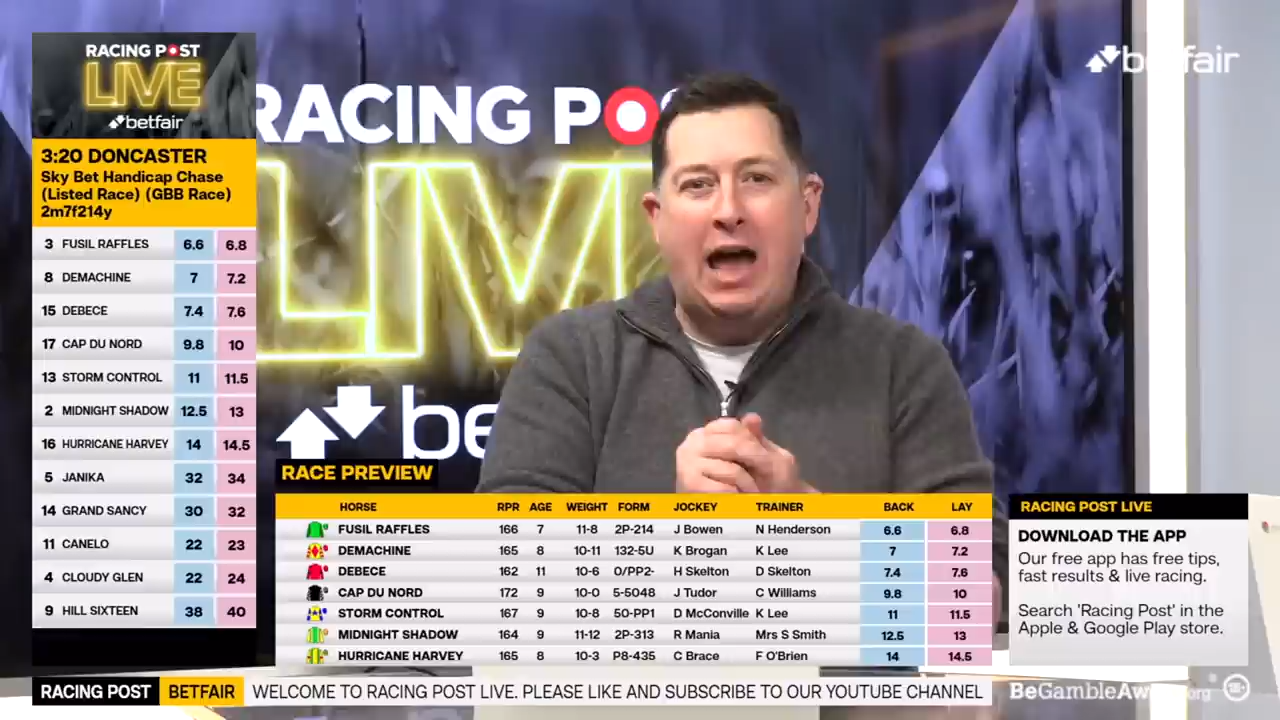 RACING POST
LIVE
betfair
3:20 DONCASTER
Sky Bet Handicap Chase
(Listed Race) (GBB Race)
2m7f214y
3 FUSIL RAFFLES 6.6 6.8
8 DEMACHINE 7 7.2
15 DEBECE 7.4 7.6
17 CAP DU NORD 9.8 10
13 STORM CONTROL 11 11.5
2 MIDNIGHT SHADOW 12.5 13
16 HURRICANE HARVEY 14 14.5
5 JANIKA 32 34
14 GRAND SANCY 30 32
11 CANELO 22 23
4 CLOUDY GLEN 22 24
9 HILL SIXTEEN 38 40
RACING PO
LIV
be
betfair
RACE PREVIEW
HORSE RPR AGE WEIGHT FORM JOCKEY TRAINER BACK LAY
FUSIL RAFFLES 166 7 11-8 2P-214 J Bowen N Henderson 6.6 6.8
DEMACHINE 165 8 10-11 132-5U K Brogan K Lee 7 7.2
DEBECE 162 11 10-6 0/PP2- H Skelton D Skelton 7.4 7.6
CAP DU NORD 172 9 10-0 5-5048 J Tudor C Williams 9.8 10
STORM CONTROL 167 9 10-8 50-PP1 D McConville K Lee 11 11.5
MIDNIGHT SHADOW 164 9 11-12 2P-313 R Mania Mrs S Smith 12.5 13
HURRICANE HARVEY 165 8 10-3 P8-435 C Brace F O'Brien 14 14.5
RACING POST LIVE
DOWNLOAD THE APP
Our free app has free tips,
fast results & live racing.
Search 'Racing Post' in the
Apple & Google Play store.
RACING POST BETFAIR WELCOME TO RACING POST LIVE. PLEASE LIKE AND SUBSCRIBE TO OUR YOUTUBE CHANNEL
BeGambleAware.org 18+